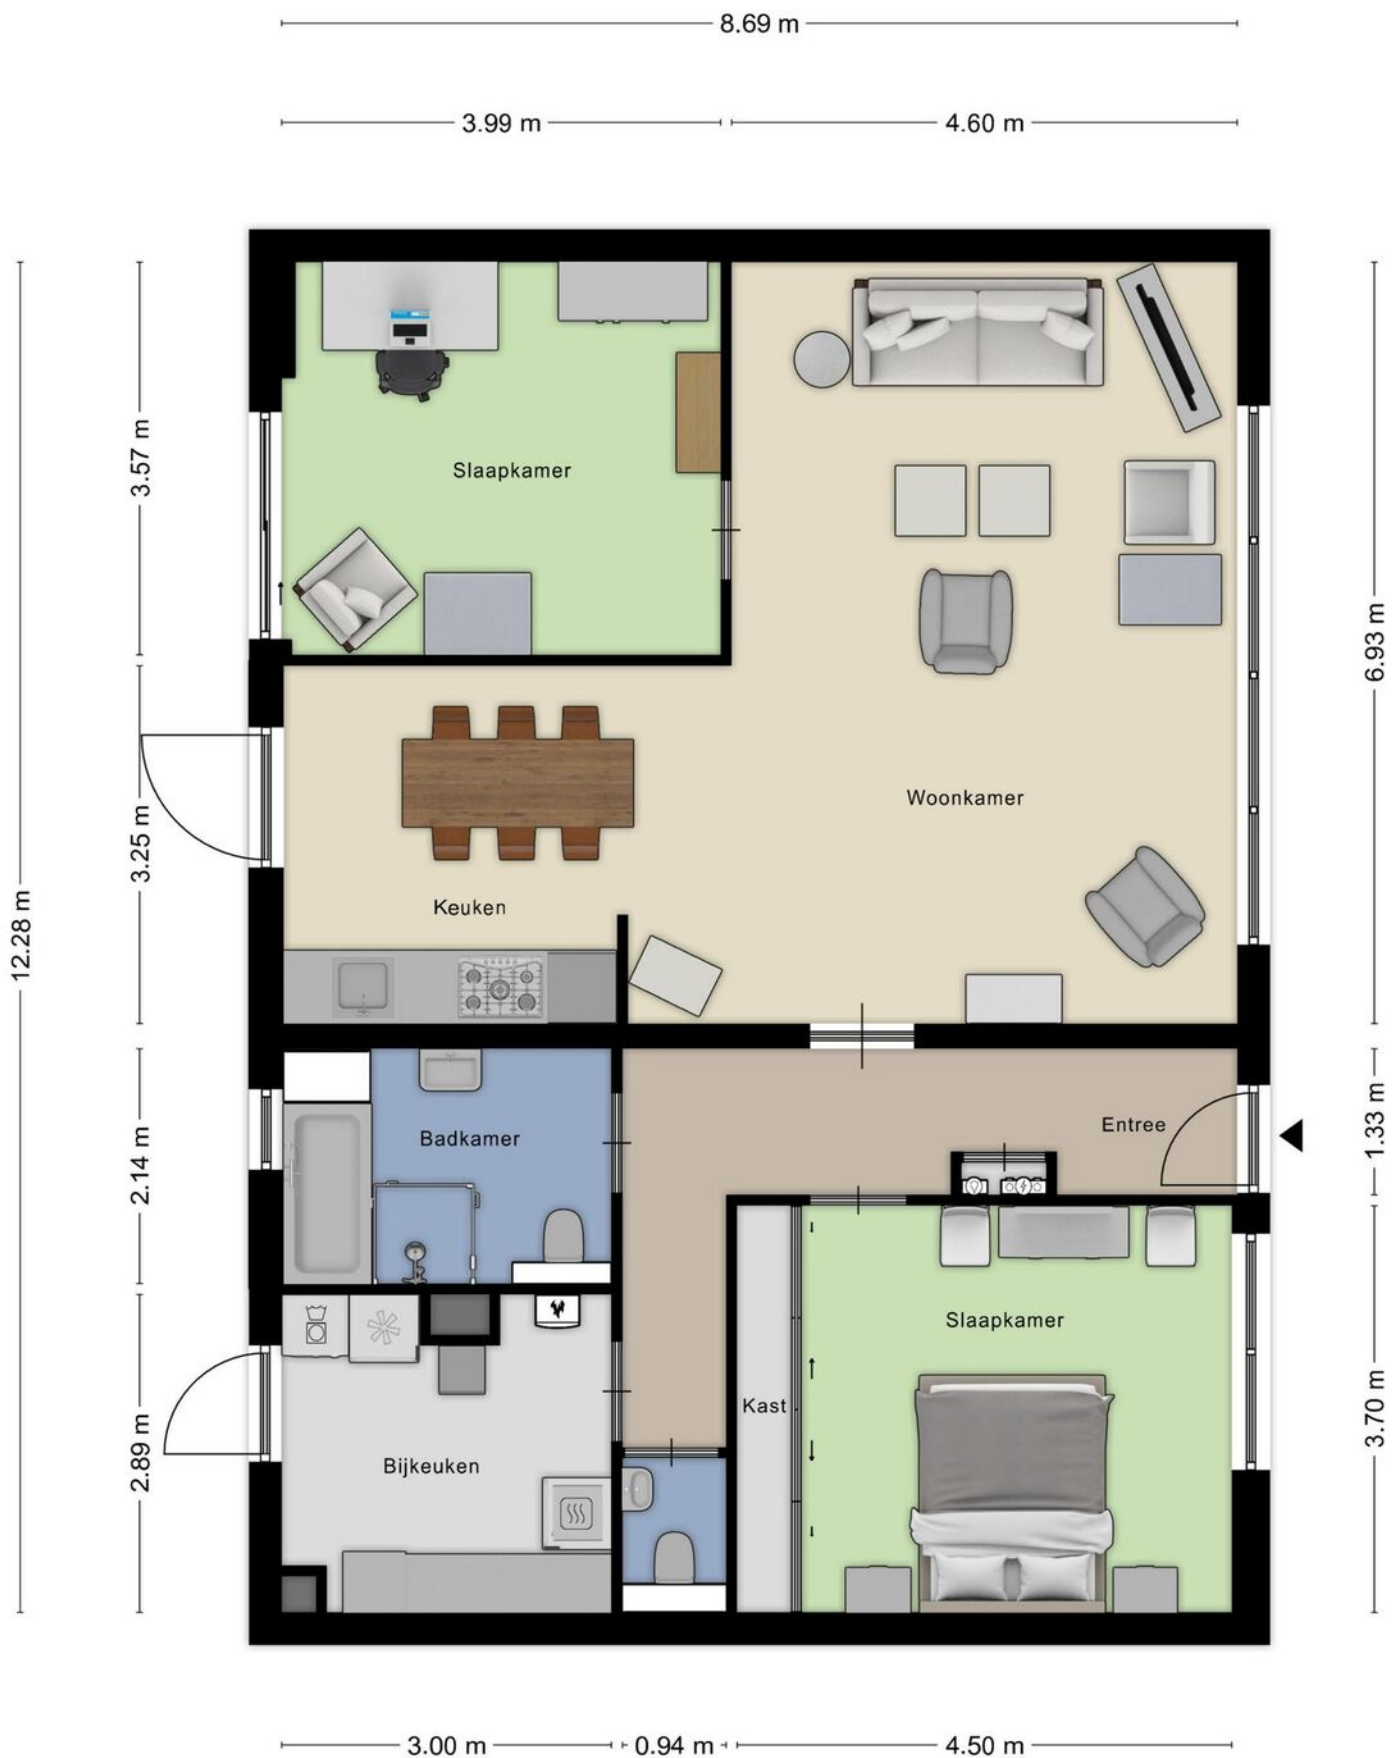 8.69 m
3.99 m
4.60 m
Slaapkamer
3.57 m
6.93 m
Woonkamer
3.25 m
Keuken
12.28 m
Badkamer
Entree
2.14 m
1.33 m
Slaapkamer
Kast
3.70 m
2.89 m
Bijkeuken
3.00 m
0.94 m
4.50 m